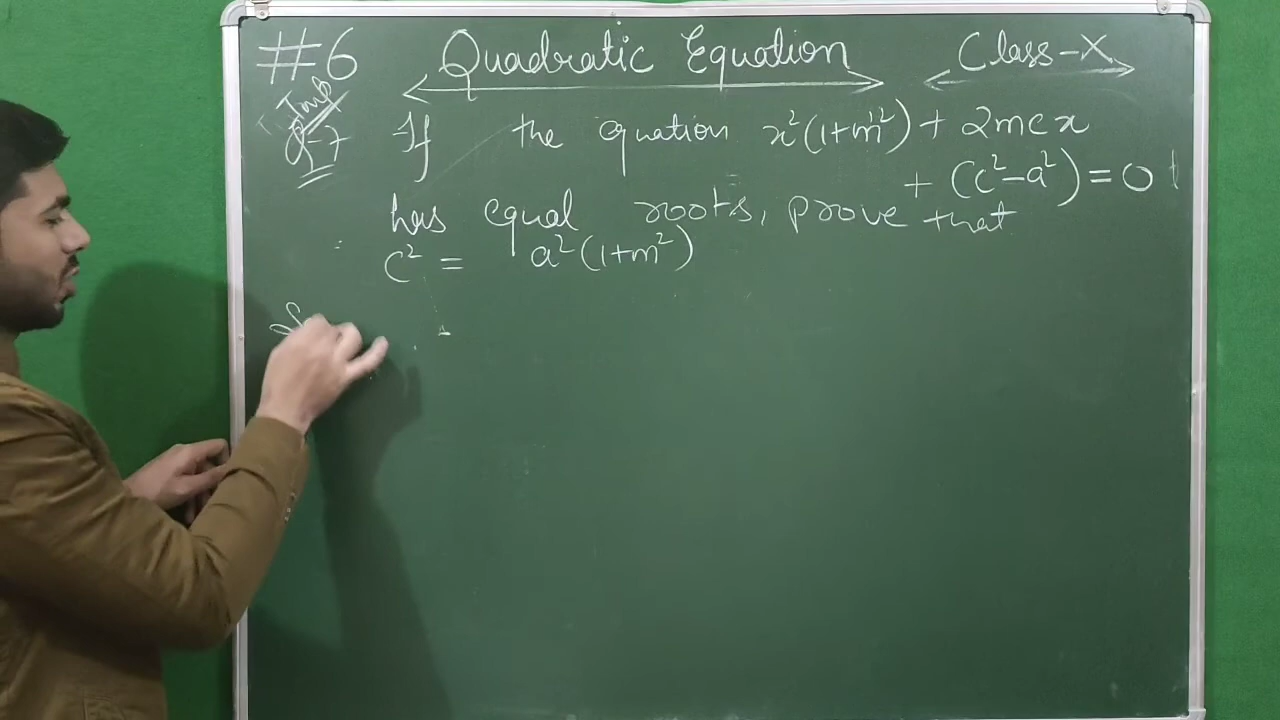 #6 Quadratic Equation Class-X
Imp
Q-7 If the equation x²(1+m²) + 2mcx
+ (c²-a²) = 0
has equal roots, prove that
c² = a²(1+m²)
S